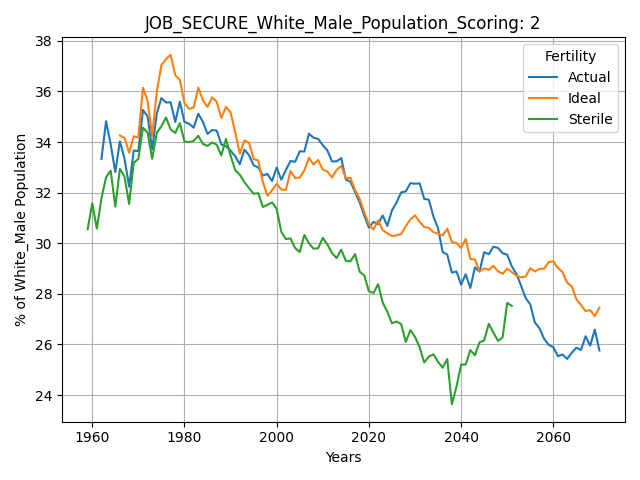 JOB_SECURE_White_Male_Population_Scoring: 2
% of White_Male Population
38
36
34
32
30
28
26
24
Fertility
Actual
Ideal
Sterile
1960 1980 2000 2020 2040 2060
Years